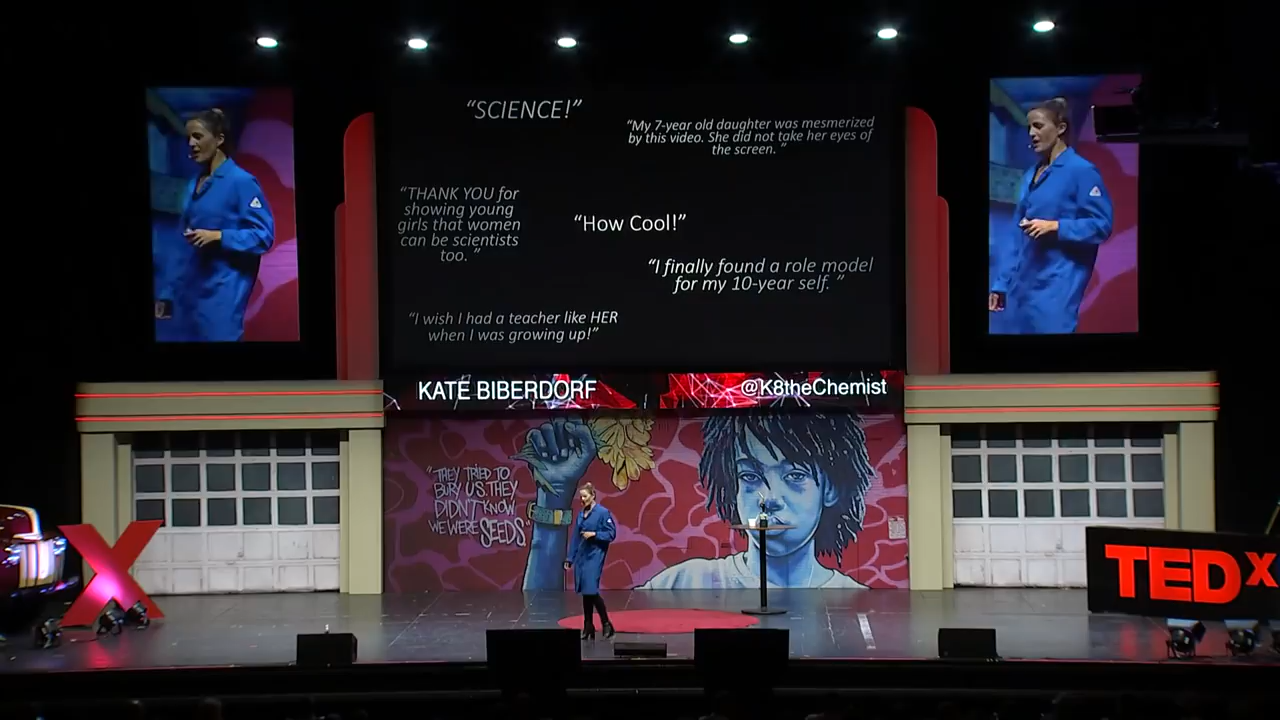 “SCIENCE!”
“My 7-year old daughter was mesmerized
by this video. She did not take her eyes of
the screen. ”
“THANK YOU for
showing young
girls that women
can be scientists
too. ”
“How Cool!”
“I finally found a role model
for my 10-year self. ”
“I wish I had a teacher like HER
when I was growing up!”
KATE BIBERDORF
@K8theChemist
“THEY TRIED TO
BURY US. THEY
DIDN'T KNOW
WE WERE SEEDS”
X
TEDx